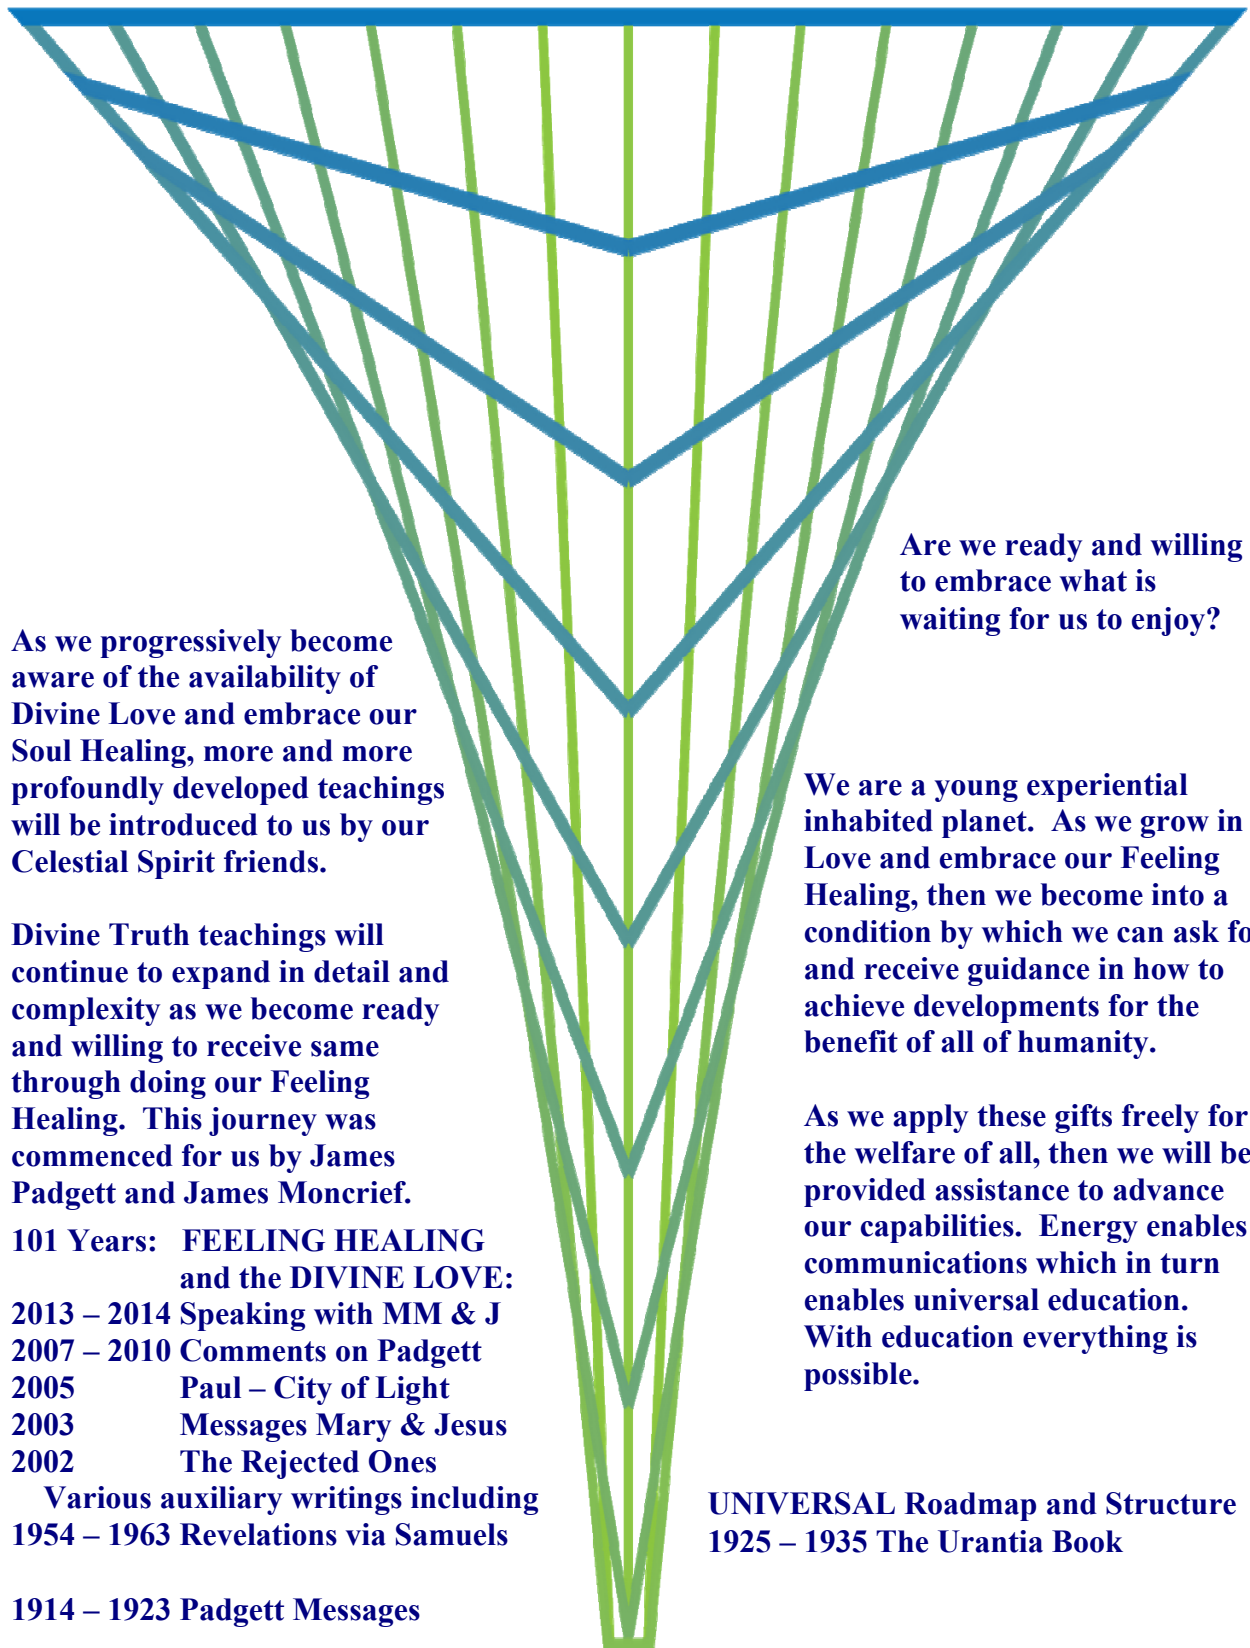 Are we ready and willing
to embrace what is
waiting for us to enjoy?
As we progressively become
aware of the availability of
Divine Love and embrace our
Soul Healing, more and more
profoundly developed teachings
will be introduced to us by our
Celestial Spirit friends.
Divine Truth teachings will
continue to expand in detail and
complexity as we become ready
and willing to receive same
through doing our Feeling
Healing.  This journey was
commenced for us by James
Padgett and James Moncrief.
101 Years:   FEELING HEALING
and the DIVINE LOVE:
2013 – 2014 Speaking with MM & J
2007 – 2010 Comments on Padgett
2005 Paul – City of Light
2003 Messages Mary & Jesus
2002 The Rejected Ones
Various auxiliary writings including
1954 – 1963 Revelations via Samuels
1914 – 1923 Padgett Messages
We are a young experiential
inhabited planet.  As we grow in
Love and embrace our Feeling
Healing, then we become into a
condition by which we can ask fo
and receive guidance in how to
achieve developments for the
benefit of all of humanity.
As we apply these gifts freely for
the welfare of all, then we will be
provided assistance to advance
our capabilities.  Energy enables
communications which in turn
enables universal education.
With education everything is
possible.
UNIVERSAL Roadmap and Structure
1925 – 1935 The Urantia Book